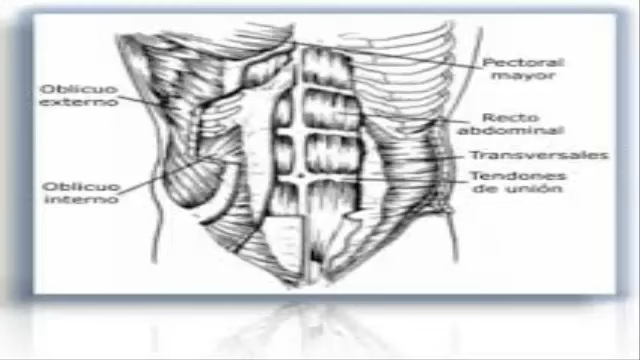 Oblicuo
externo
Oblicuo
interno
Pectoral
mayor
Recto
abdominal
Transversales
Tendones
de unión